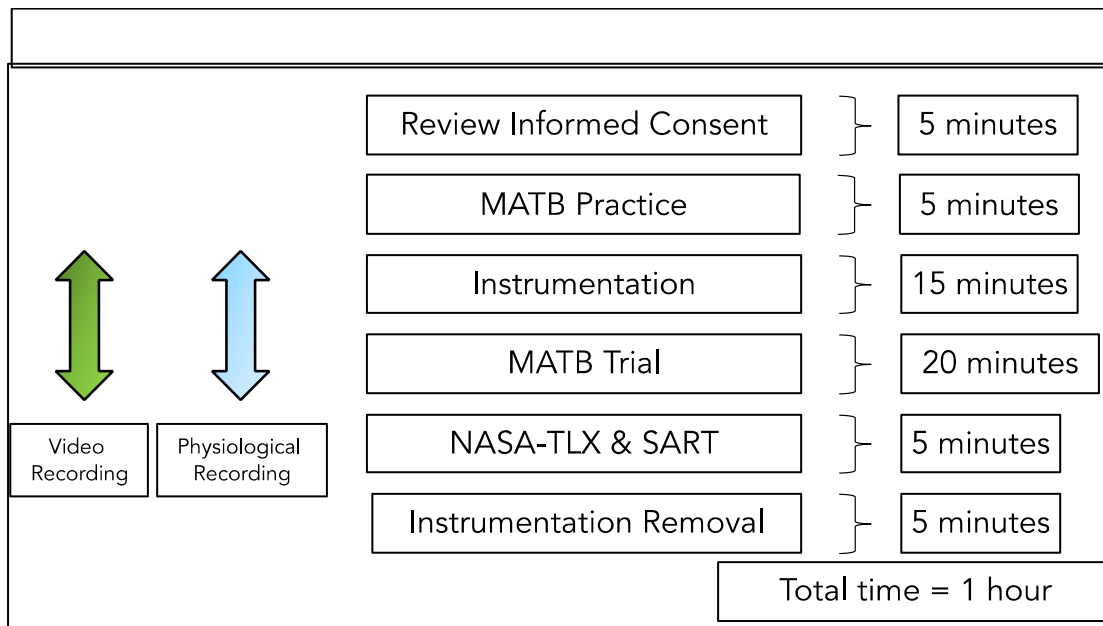 Review Informed Consent
5 minutes
MATB Practice
5 minutes
Instrumentation
15 minutes
MATB Trial
20 minutes
Video
Recording
Physiological
Recording
NASA-TLX & SART
5 minutes
Instrumentation Removal
5 minutes
Total time = 1 hour